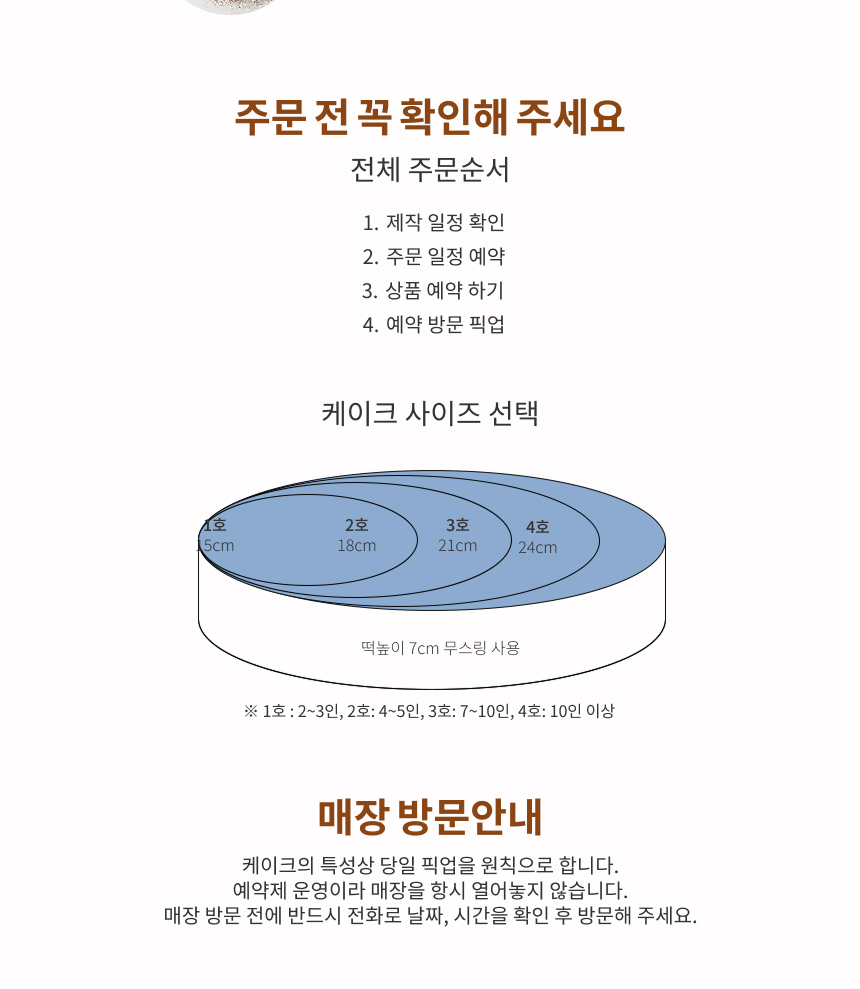 주문 전 꼭 확인해 주세요
전체 주문순서
1. 제작 일정 확인
2. 주문 일정 예약
3. 상품 예약 하기
4. 예약 방문 픽업
케이크 사이즈 선택
1호 2호 3호 4호
15cm 18cm 21cm 24cm
떡높이 7cm 무스링 사용
※ 1호 : 2~3인, 2호: 4~5인, 3호: 7~10인, 4호: 10인 이상
매장 방문안내
케이크의 특성상 당일 픽업을 원칙으로 합니다.
예약제 운영이라 매장을 항시 열어놓지 않습니다.
매장 방문 전에 반드시 전화로 날짜, 시간을 확인 후 방문해 주세요.